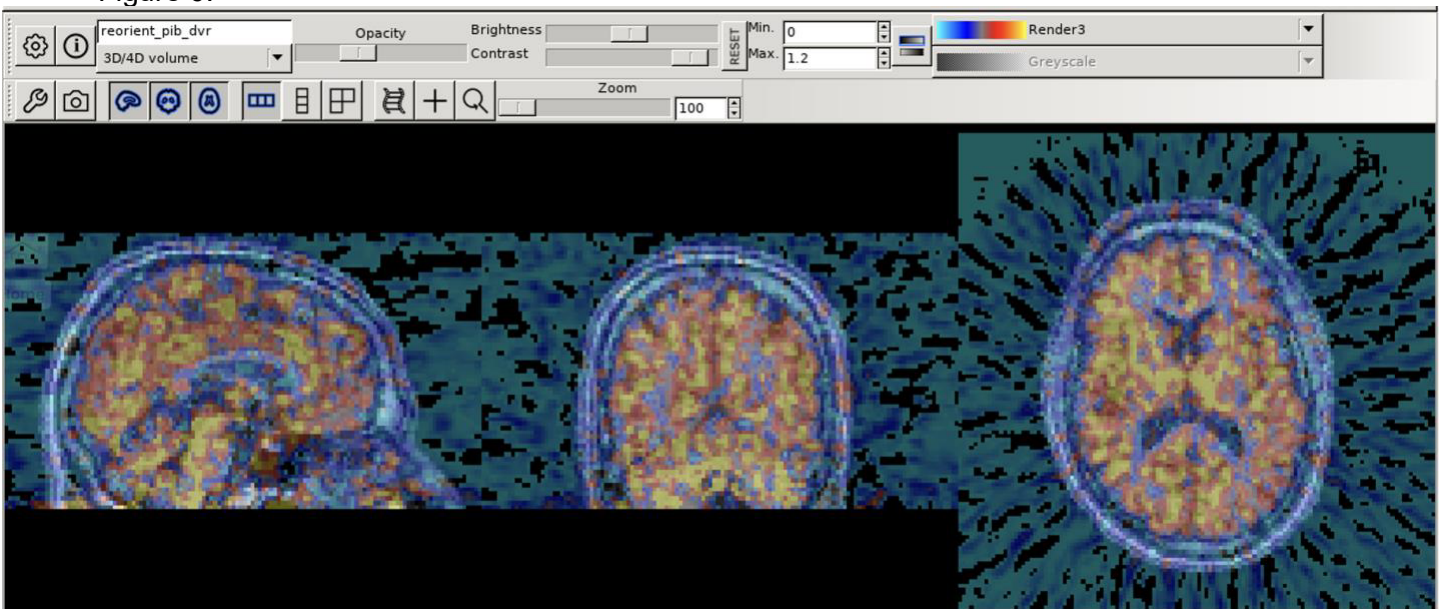 reorient_pib_dvr
3D/4D volume
Opacity
Brightness
Contrast
RESET
Min.
0
Max.
1.2
Render3
Greyscale
Zoom
100